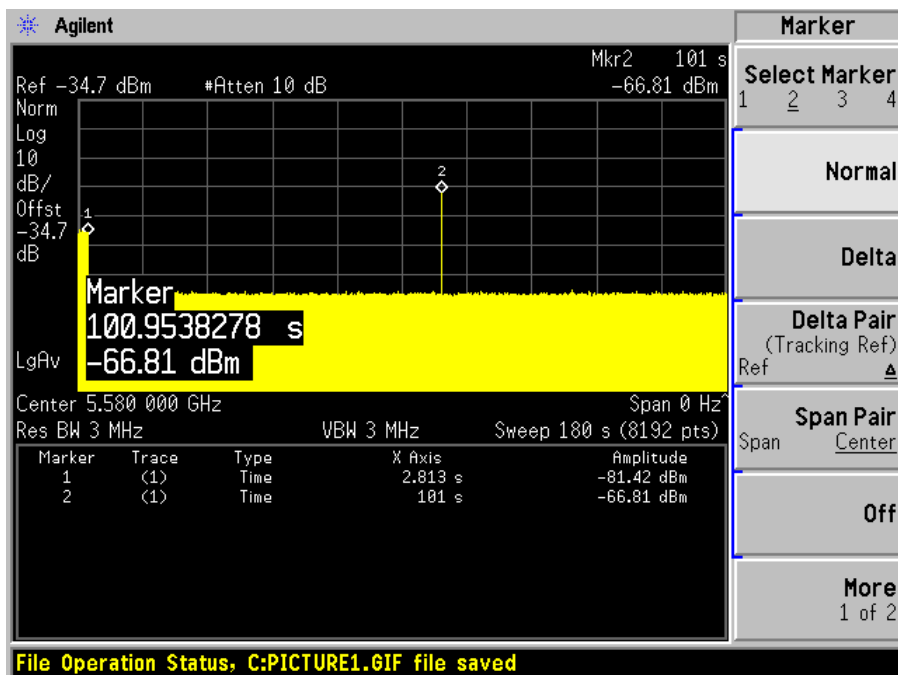 Agilent
Marker
Mkr2 101 s
Ref -34.7 dBm #Atten 10 dB -66.81 dBm
Norm
Log
10
dB/
Offst
-34.7
dB
LgAv
1
2
Marker
100.9538278 s
-66.81 dBm
Center 5.580 000 GHz Span 0 Hz^
Res BW 3 MHz VBW 3 MHz Sweep 180 s (8192 pts)
Marker Trace Type X Axis Amplitude
1 (1) Time 2.813 s -81.42 dBm
2 (1) Time 101 s -66.81 dBm
Select Marker
1 2 3 4
Normal
Delta
Delta Pair
(Tracking Ref)
Ref Δ
Span Pair
Span Center
Off
More
1 of 2
File Operation Status, C:PICTURE1.GIF file saved